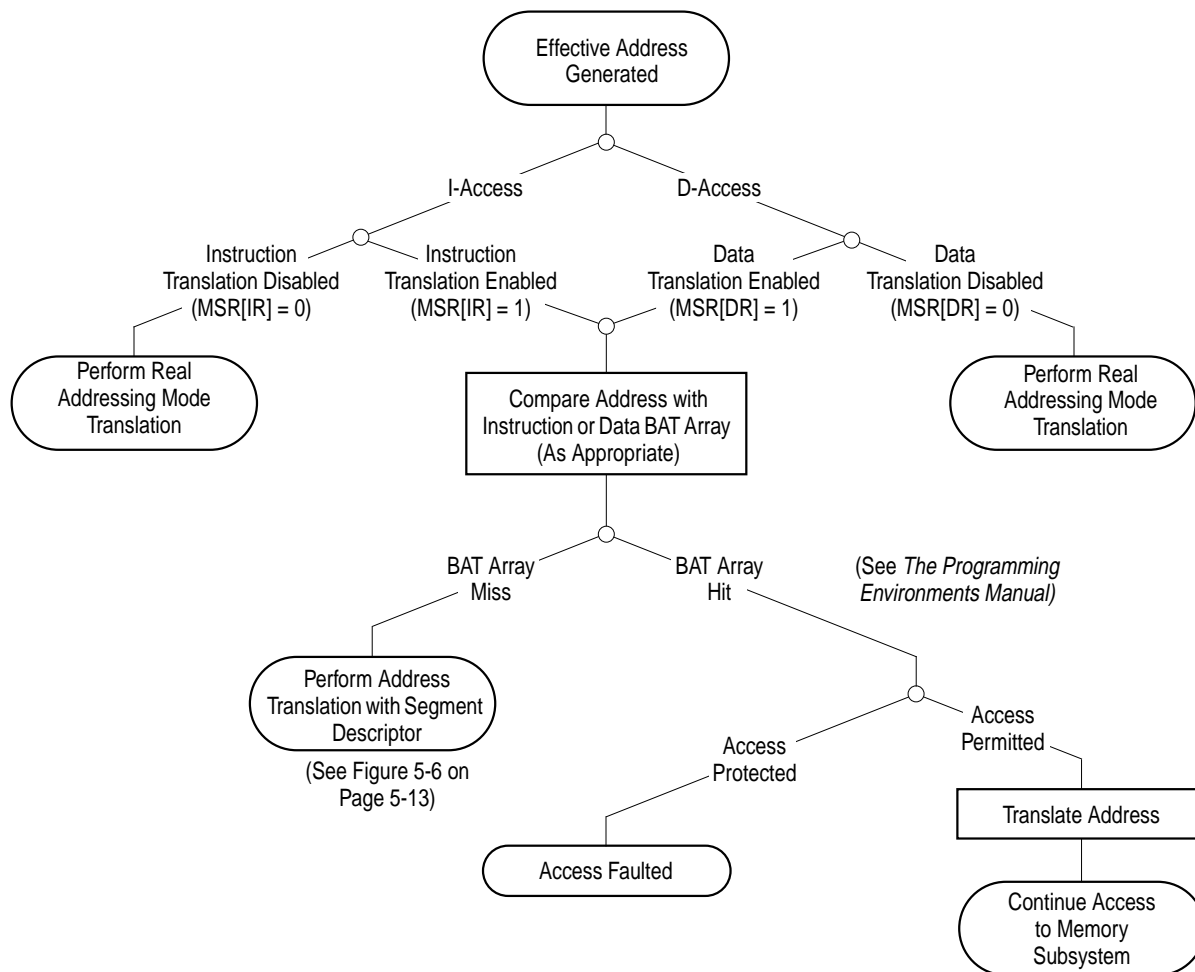 Effective Address
Generated
I-Access
D-Access
Instruction
Translation Disabled
(MSR[IR] = 0)
Instruction
Translation Enabled
(MSR[IR] = 1)
Data
Translation Enabled
(MSR[DR] = 1)
Data
Translation Disabled
(MSR[DR] = 0)
Perform Real
Addressing Mode
Translation
Compare Address with
Instruction or Data BAT Array
(As Appropriate)
Perform Real
Addressing Mode
Translation
BAT Array
Miss
BAT Array
Hit
(See The Programming
Environments Manual)
Perform Address
Translation with Segment
Descriptor
(See Figure 5-6 on
Page 5-13)
Access
Protected
Access
Permitted
Translate Address
Access Faulted
Continue Access
to Memory
Subsystem